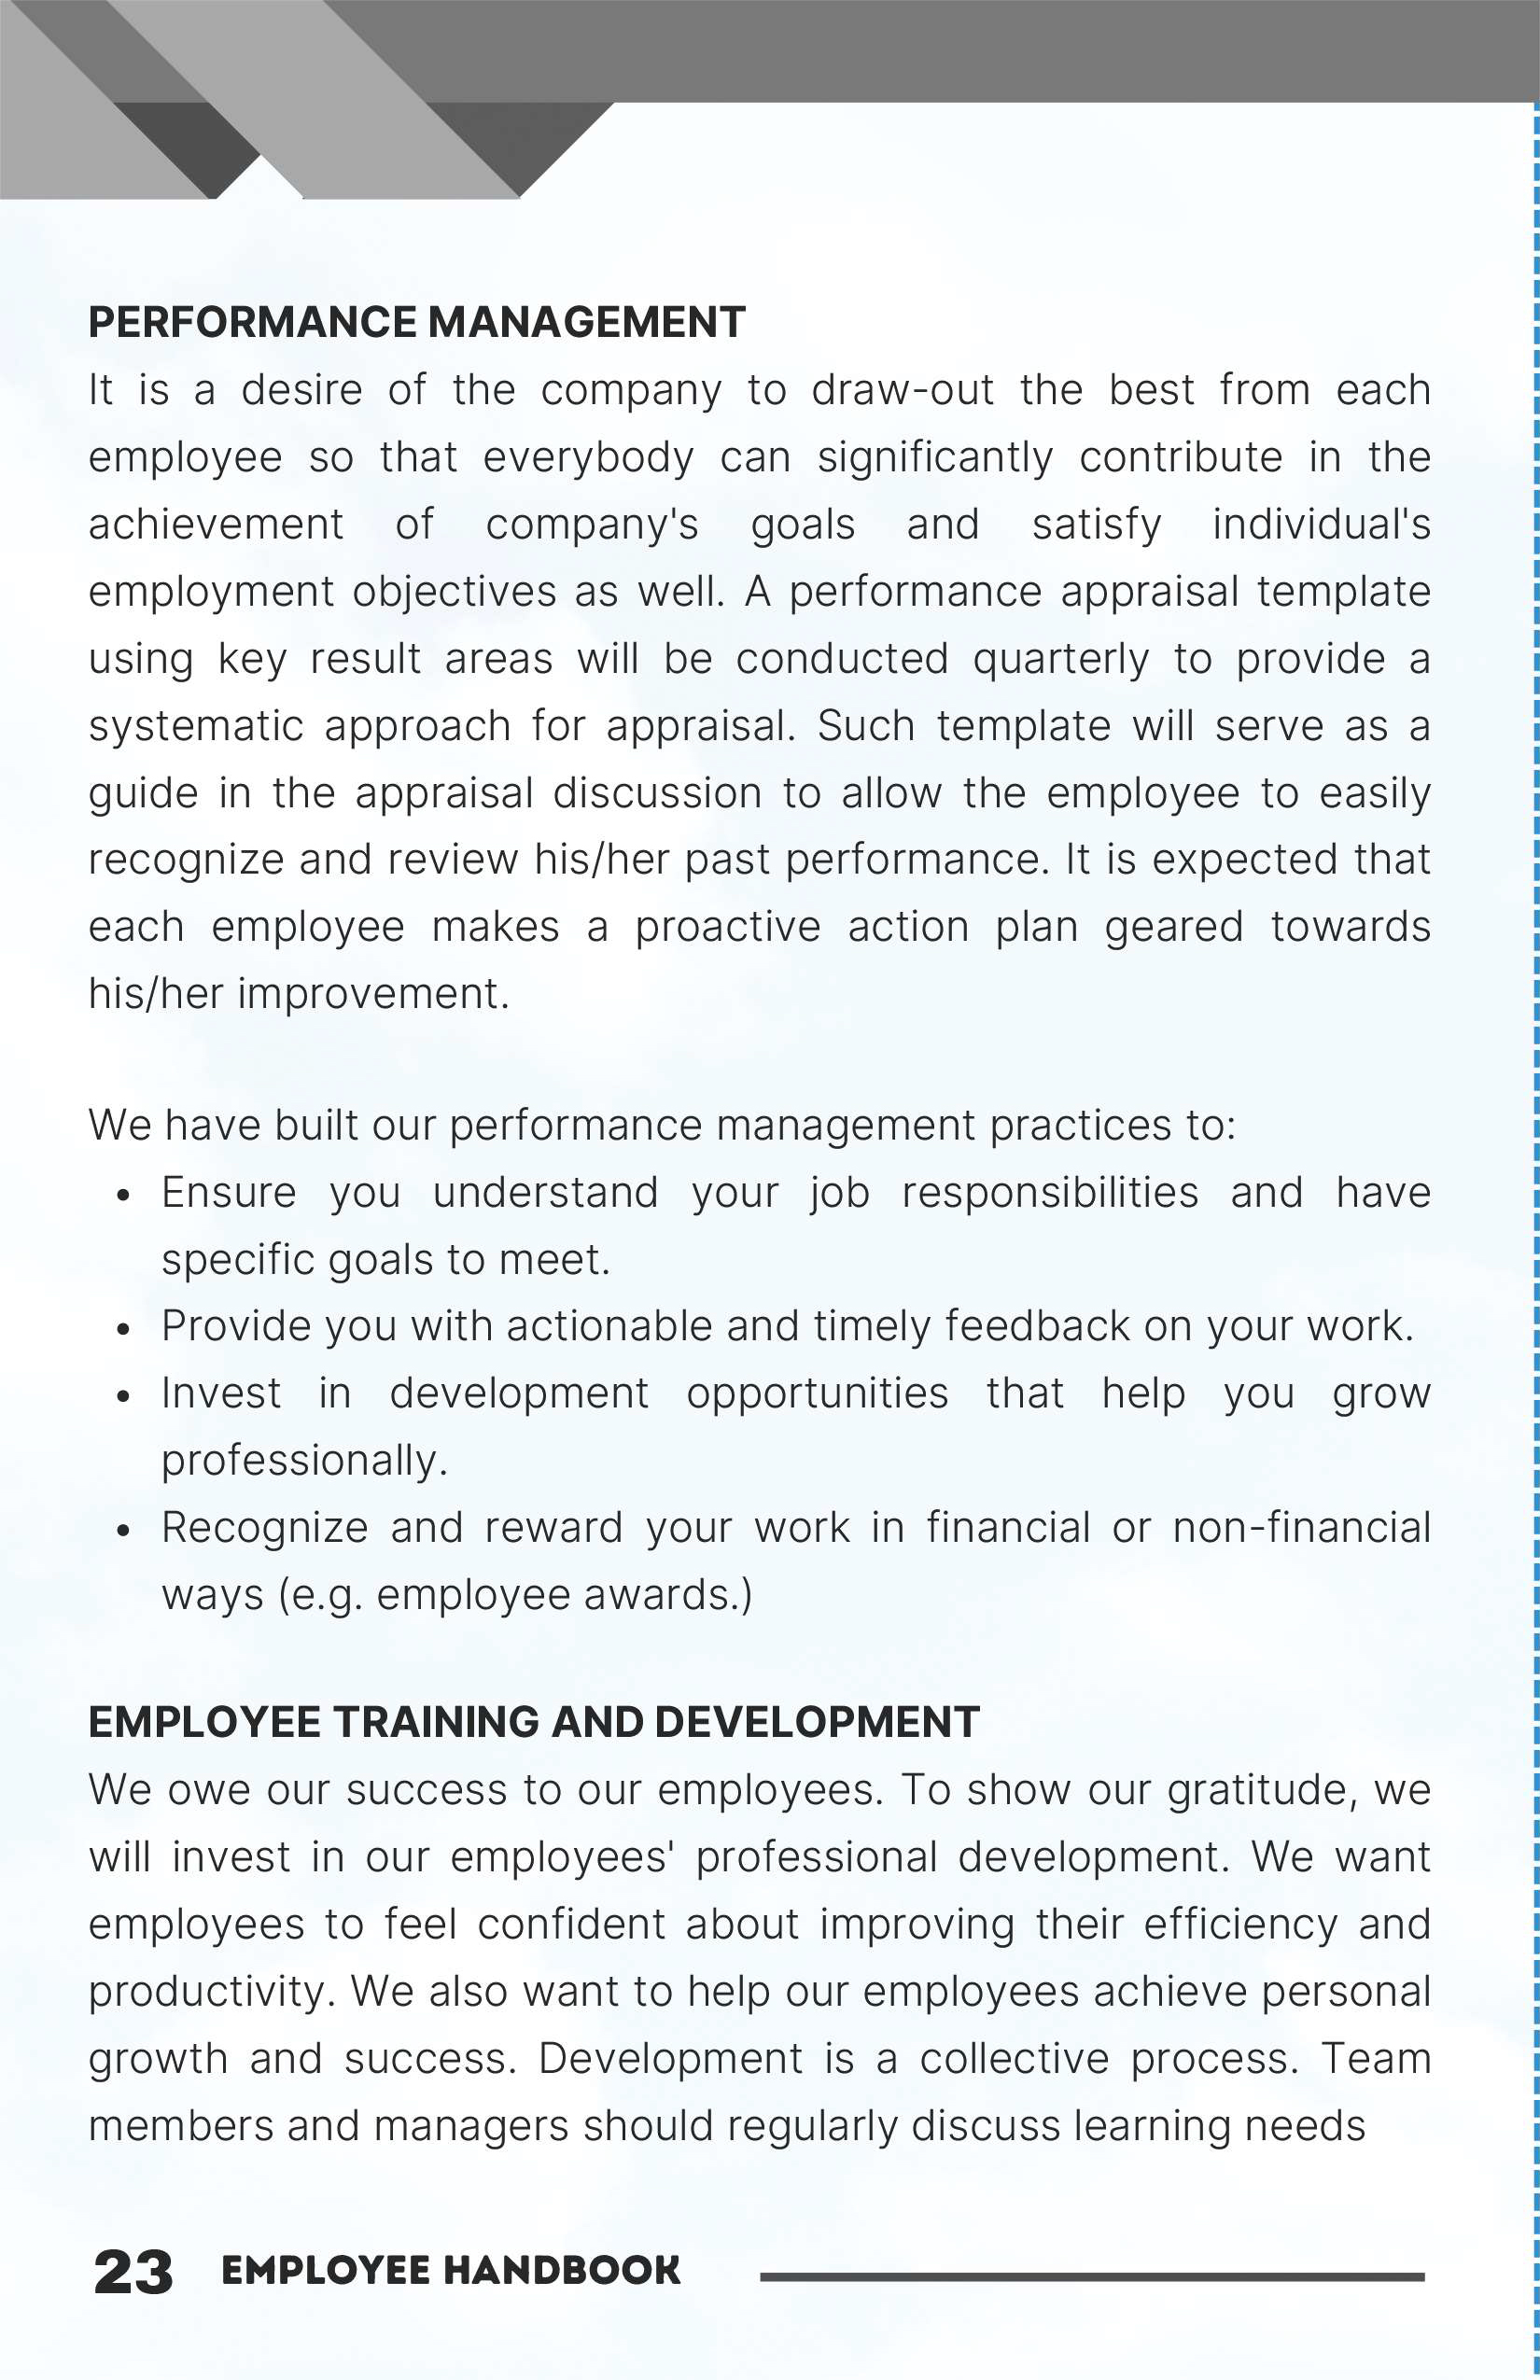 PERFORMANCE MANAGEMENT
It is a desire of the company to draw-out the best from each
employee so that everybody can significantly contribute in the
achievement of company's goals and satisfy individual's
employment objectives as well. A performance appraisal template
using key result areas will be conducted quarterly to provide a
systematic approach for appraisal. Such template will serve as a
guide in the appraisal discussion to allow the employee to easily
recognize and review his/her past performance. It is expected that
each employee makes a proactive action plan geared towards
his/her improvement.
We have built our performance management practices to:
• Ensure you understand your job responsibilities and have
specific goals to meet.
• Provide you with actionable and timely feedback on your work.
• Invest in development opportunities that help you grow
professionally.
• Recognize and reward your work in financial or non-financial
ways (e.g. employee awards.)
EMPLOYEE TRAINING AND DEVELOPMENT
We owe our success to our employees. To show our gratitude, we
will invest in our employees' professional development. We want
employees to feel confident about improving their efficiency and
productivity. We also want to help our employees achieve personal
growth and success. Development is a collective process. Team
members and managers should regularly discuss learning needs
23 EMPLOYEE HANDBOOK